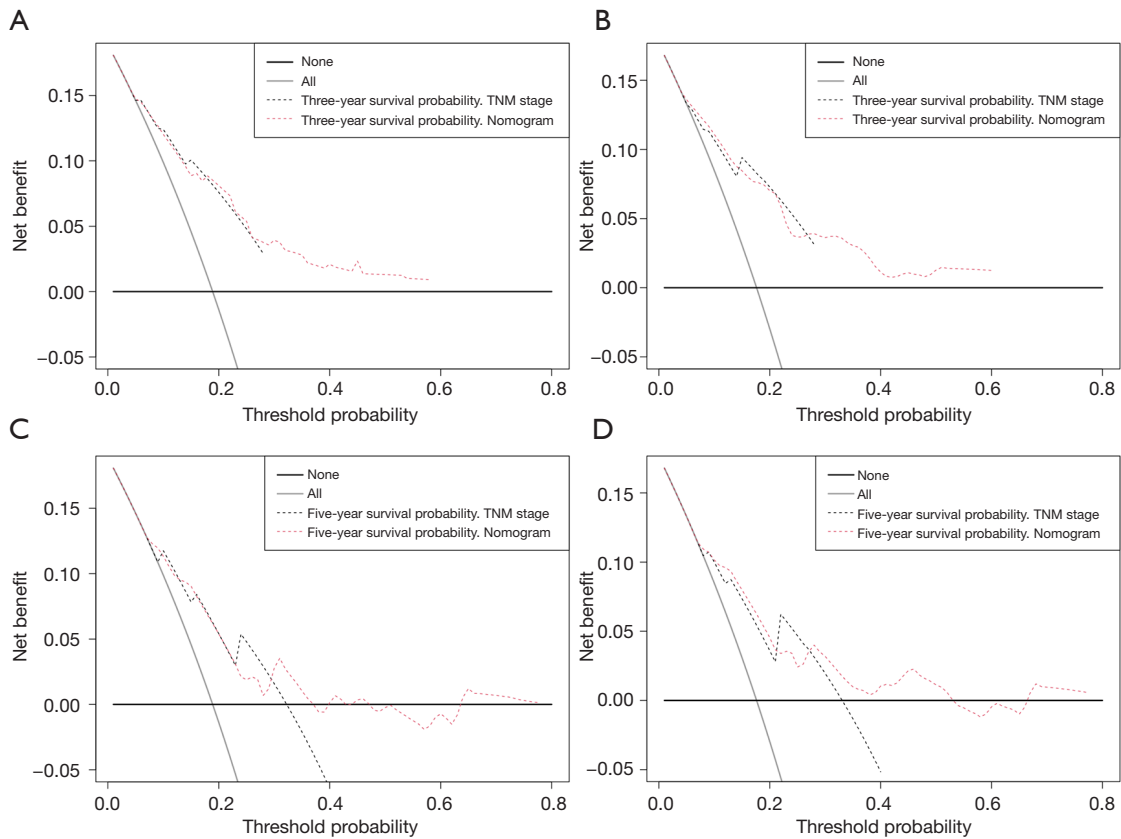 A
None
All
Three-year survival probability. TNM stage
Three-year survival probability. Nomogram
Net benefit
0.15
0.10
0.05
0.00
−0.05
0.0 0.2 0.4 0.6 0.8
Threshold probability
B
None
All
Three-year survival probability. TNM stage
Three-year survival probability. Nomogram
Net benefit
0.15
0.10
0.05
0.00
−0.05
0.0 0.2 0.4 0.6 0.8
Threshold probability
C
None
All
Five-year survival probability. TNM stage
Five-year survival probability. Nomogram
Net benefit
0.15
0.10
0.05
0.00
−0.05
0.0 0.2 0.4 0.6 0.8
Threshold probability
D
None
All
Five-year survival probability. TNM stage
Five-year survival probability. Nomogram
Net benefit
0.15
0.10
0.05
0.00
−0.05
0.0 0.2 0.4 0.6 0.8
Threshold probability